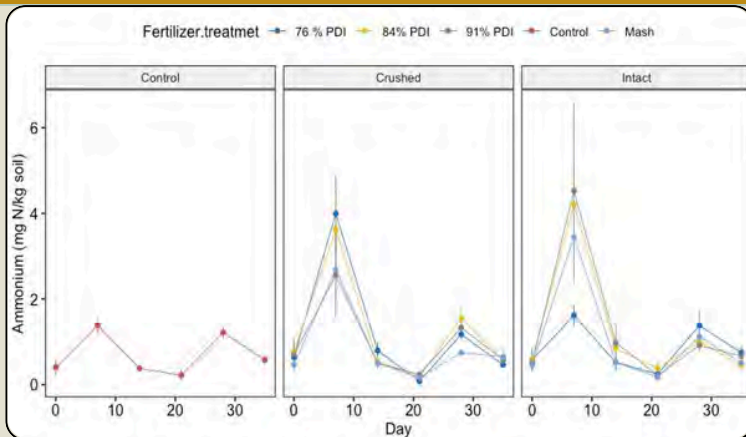 Fertilizer.treatmet 76 % PDI 84% PDI 91% PDI Control Mash
Control Crushed Intact
Ammonium (mg N/kg soil)
6
4
2
0
0 10 20 30 0 10 20 30 0 10 20 30
Day